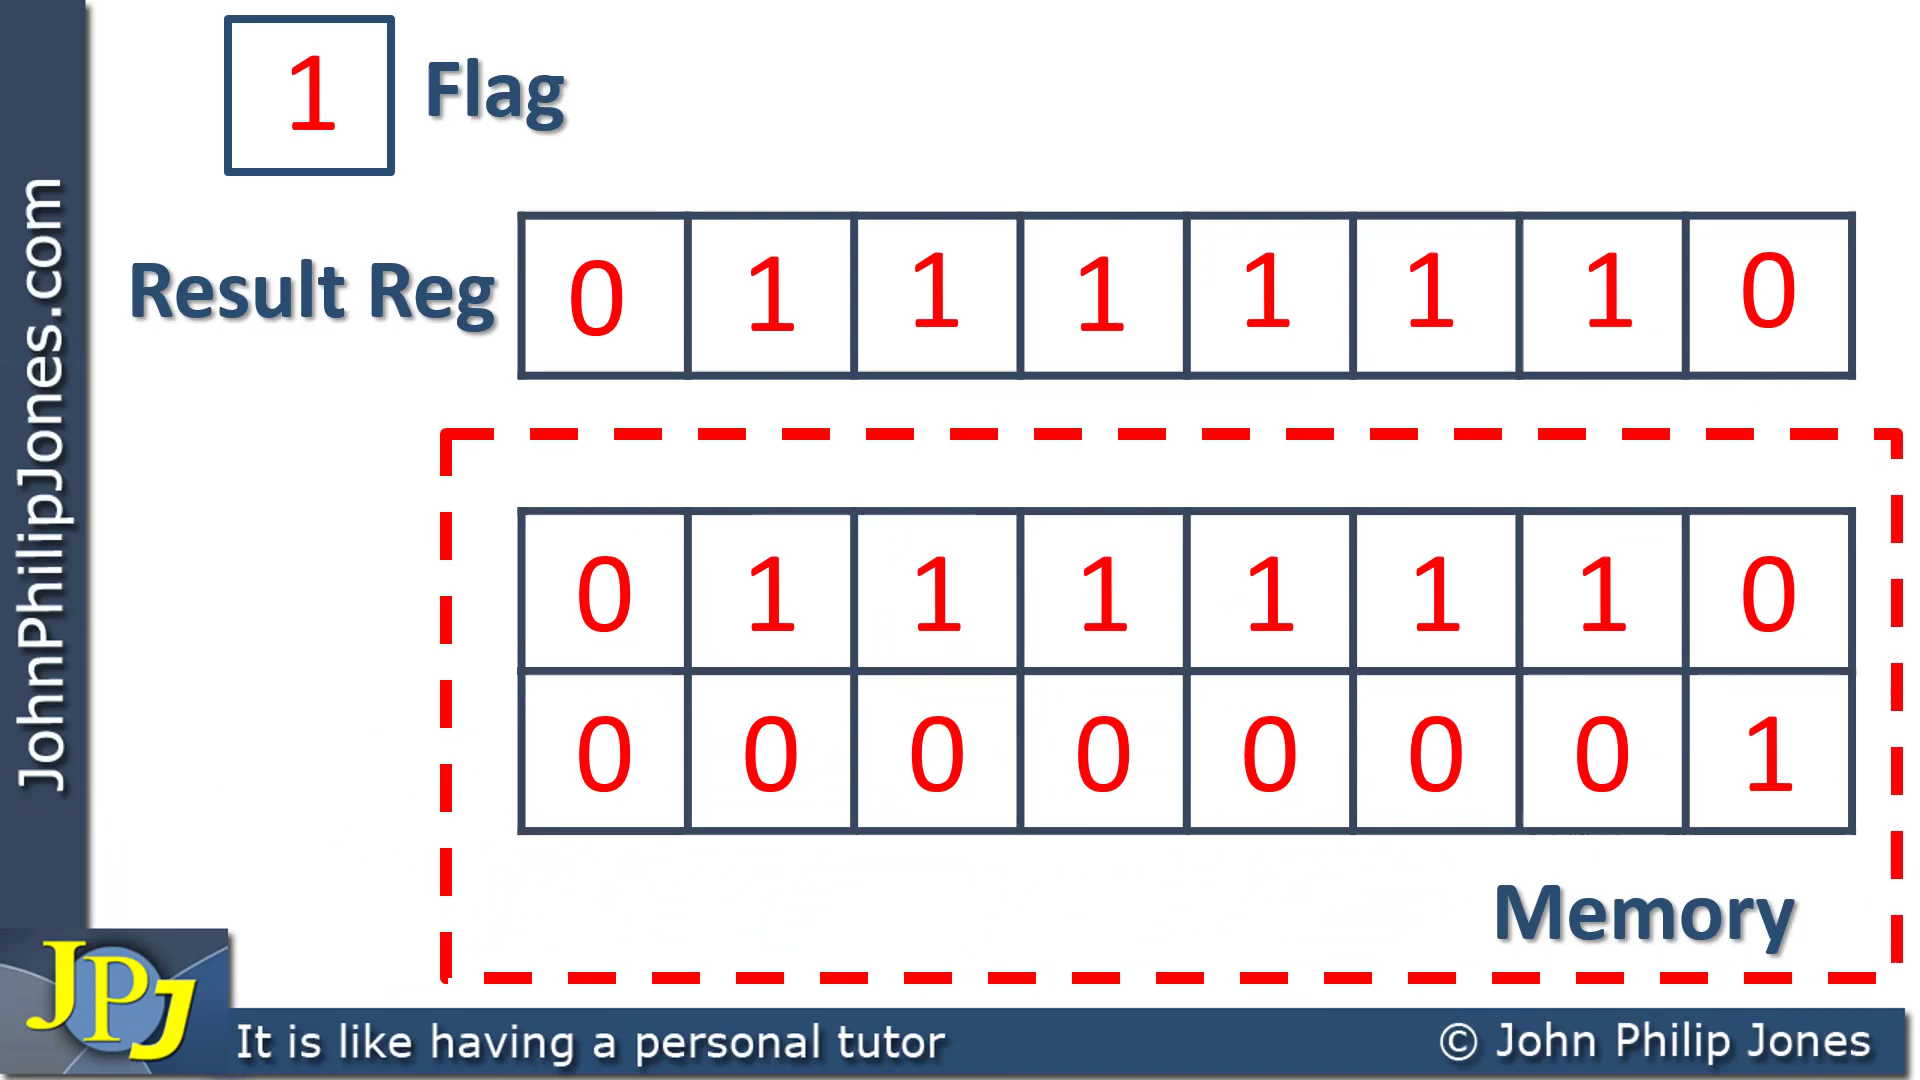 1 Flag
Result Reg 0 1 1 1 1 1 1 0
0 1 1 1 1 1 1 0
0 0 0 0 0 0 0 1
Memory
JohnPhilipJones.com
JPJ
It is like having a personal tutor
© John Philip Jones